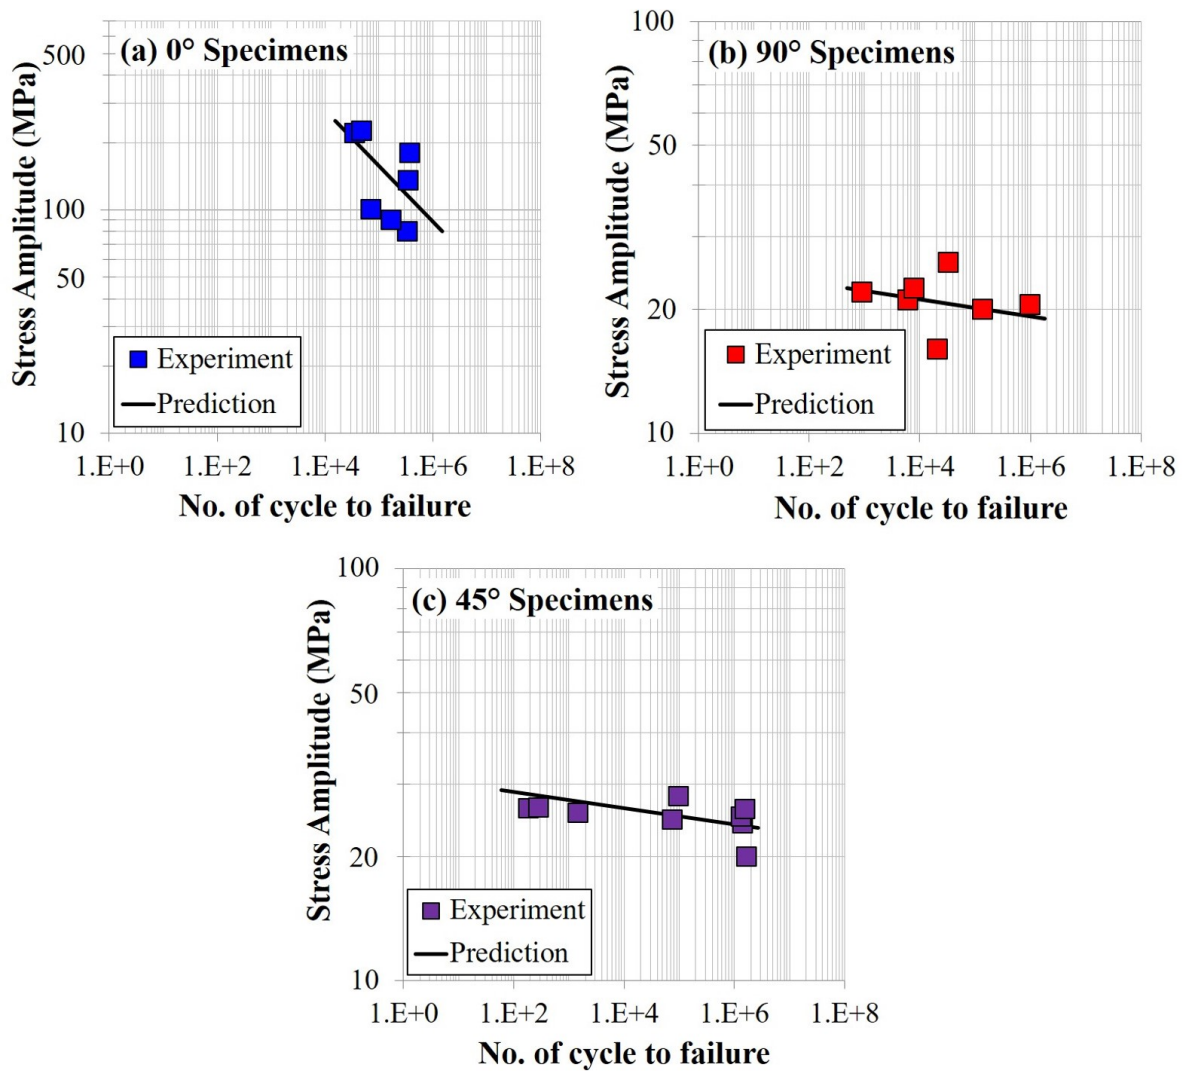 (a) 0° Specimens
Stress Amplitude (MPa)
500
100
50
10
Experiment
Prediction
1.E+0 1.E+2 1.E+4 1.E+6 1.E+8
No. of cycle to failure
(b) 90° Specimens
Stress Amplitude (MPa)
100
50
20
10
Experiment
Prediction
1.E+0 1.E+2 1.E+4 1.E+6 1.E+8
No. of cycle to failure
(c) 45° Specimens
Stress Amplitude (MPa)
100
50
20
10
Experiment
Prediction
1.E+0 1.E+2 1.E+4 1.E+6 1.E+8
No. of cycle to failure